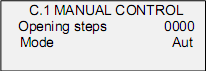 C.1 MANUAL CONTROL
Opening steps 0000
Mode Aut